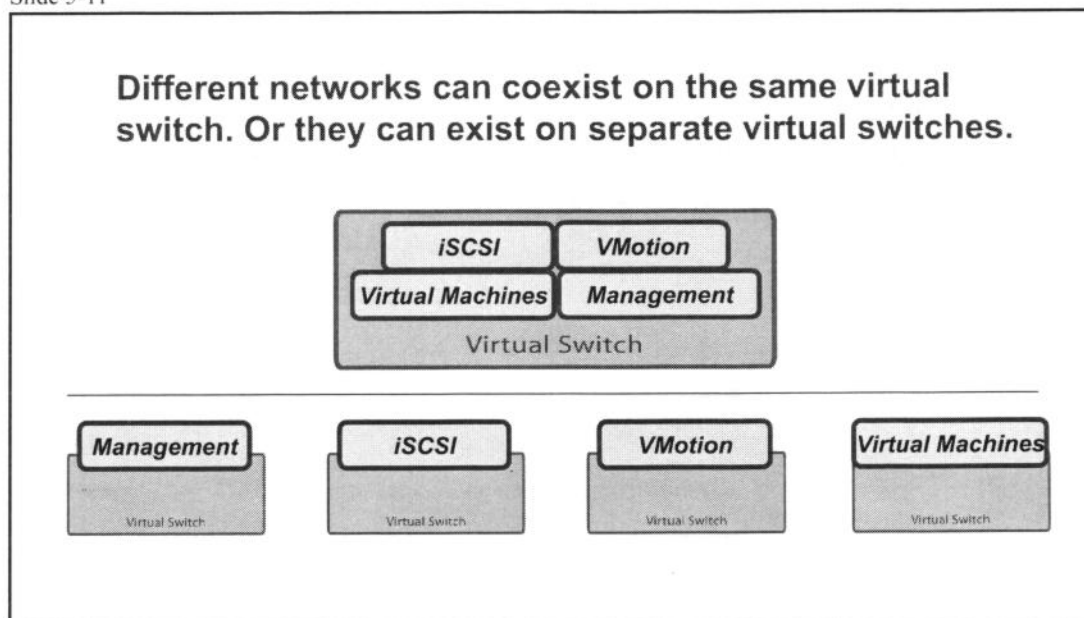 Different networks can coexist on the same virtual
switch. Or they can exist on separate virtual switches.
iSCSI VMotion
Virtual Machines Management
Virtual Switch
Management iSCSI VMotion Virtual Machines
Virtual Switch Virtual Switch Virtual Switch Virtual Switch